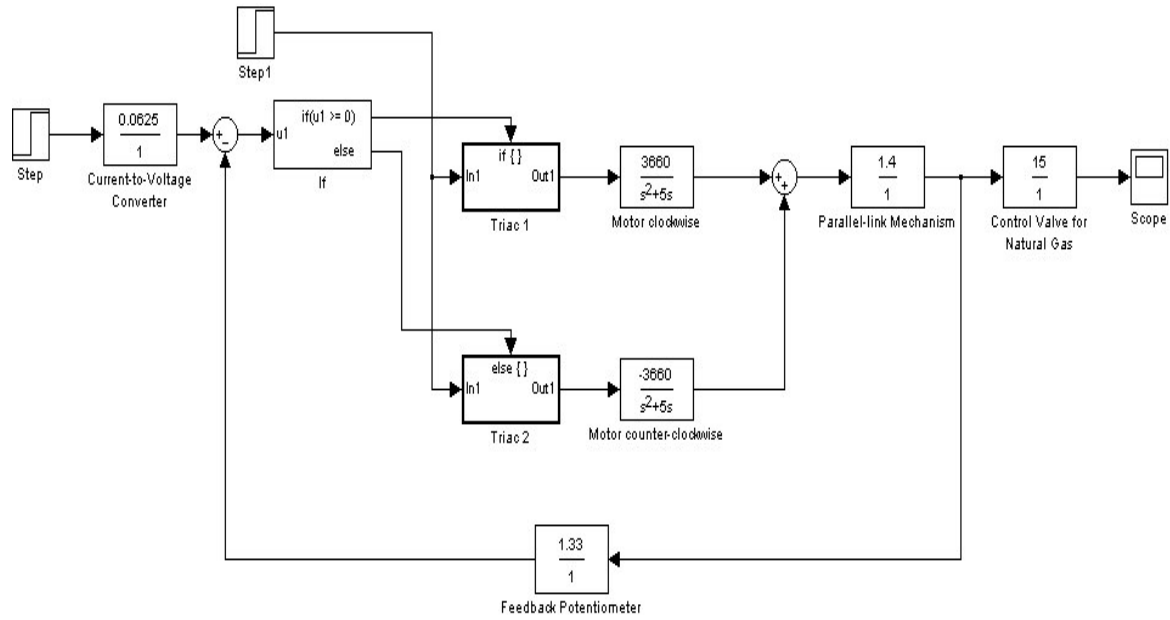 Step1
Step
0.0625
1
Current-to-Voltage
Converter
+
−
u1
if(u1 >= 0)
else
If
if { }
In1
Out1
Triac 1
3660
s²+5s
Motor clockwise
+
+
1.4
1
Parallel-link Mechanism
15
1
Control Valve for
Natural Gas
Scope
else { }
In1
Out1
Triac 2
-3660
s²+5s
Motor counter-clockwise
1.33
1
Feedback Potentiometer